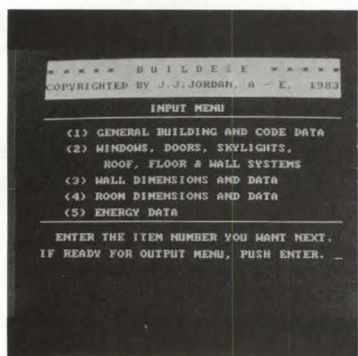 * * * * * B U I L D E S E * * * * *
COPYRIGHTED BY J.J.JORDAN, A - E, 1983
INPUT MENU
(1) GENERAL BUILDING AND CODE DATA
(2) WINDOWS, DOORS, SKYLIGHTS,
ROOF, FLOOR & WALL SYSTEMS
(3) WALL DIMENSIONS AND DATA
(4) ROOM DIMENSIONS AND DATA
(5) ENERGY DATA
ENTER THE ITEM NUMBER YOU WANT NEXT.
IF READY FOR OUTPUT MENU, PUSH ENTER. _